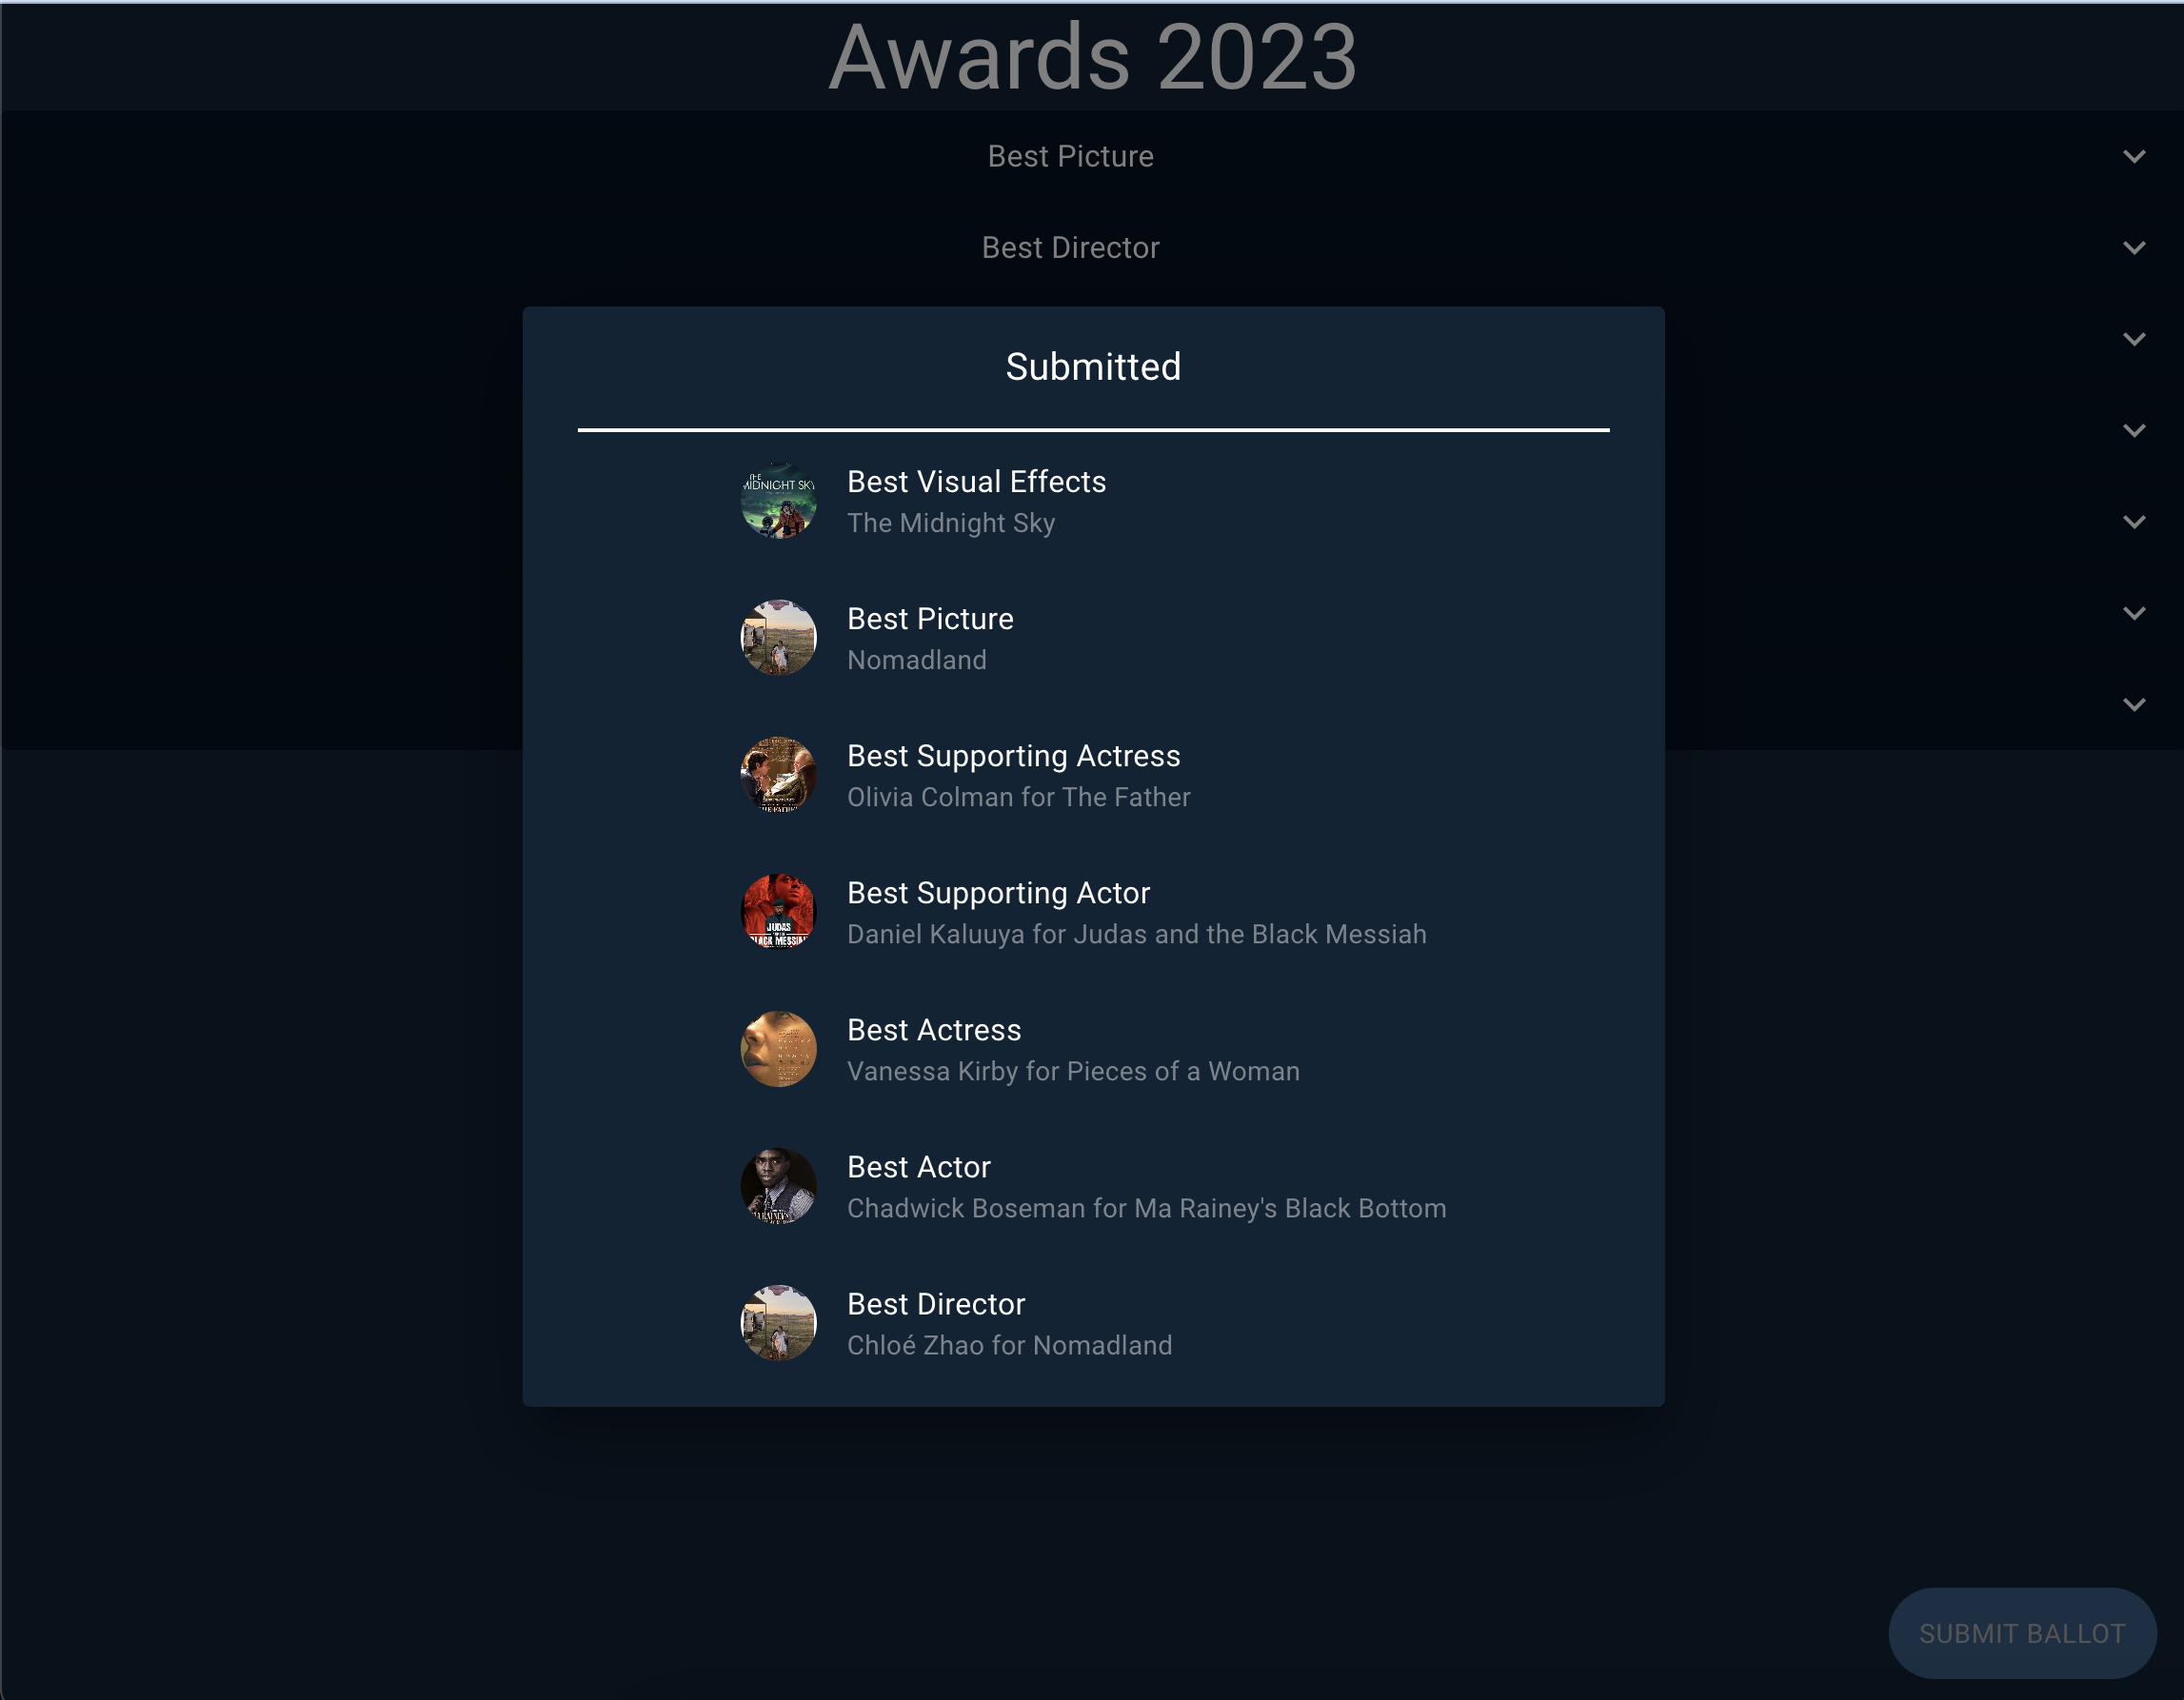 Awards 2023
Best Picture
Best Director
Submitted
THE
MIDNIGHT SKY
Best Visual Effects
The Midnight Sky
Best Picture
Nomadland
Best Supporting Actress
Olivia Colman for The Father
THE FATHER
Best Supporting Actor
Daniel Kaluuya for Judas and the Black Messiah
JUDAS
BLACK MESSIAH
Best Actress
Vanessa Kirby for Pieces of a Woman
Best Actor
Chadwick Boseman for Ma Rainey's Black Bottom
Best Director
Chloé Zhao for Nomadland
SUBMIT BALLOT